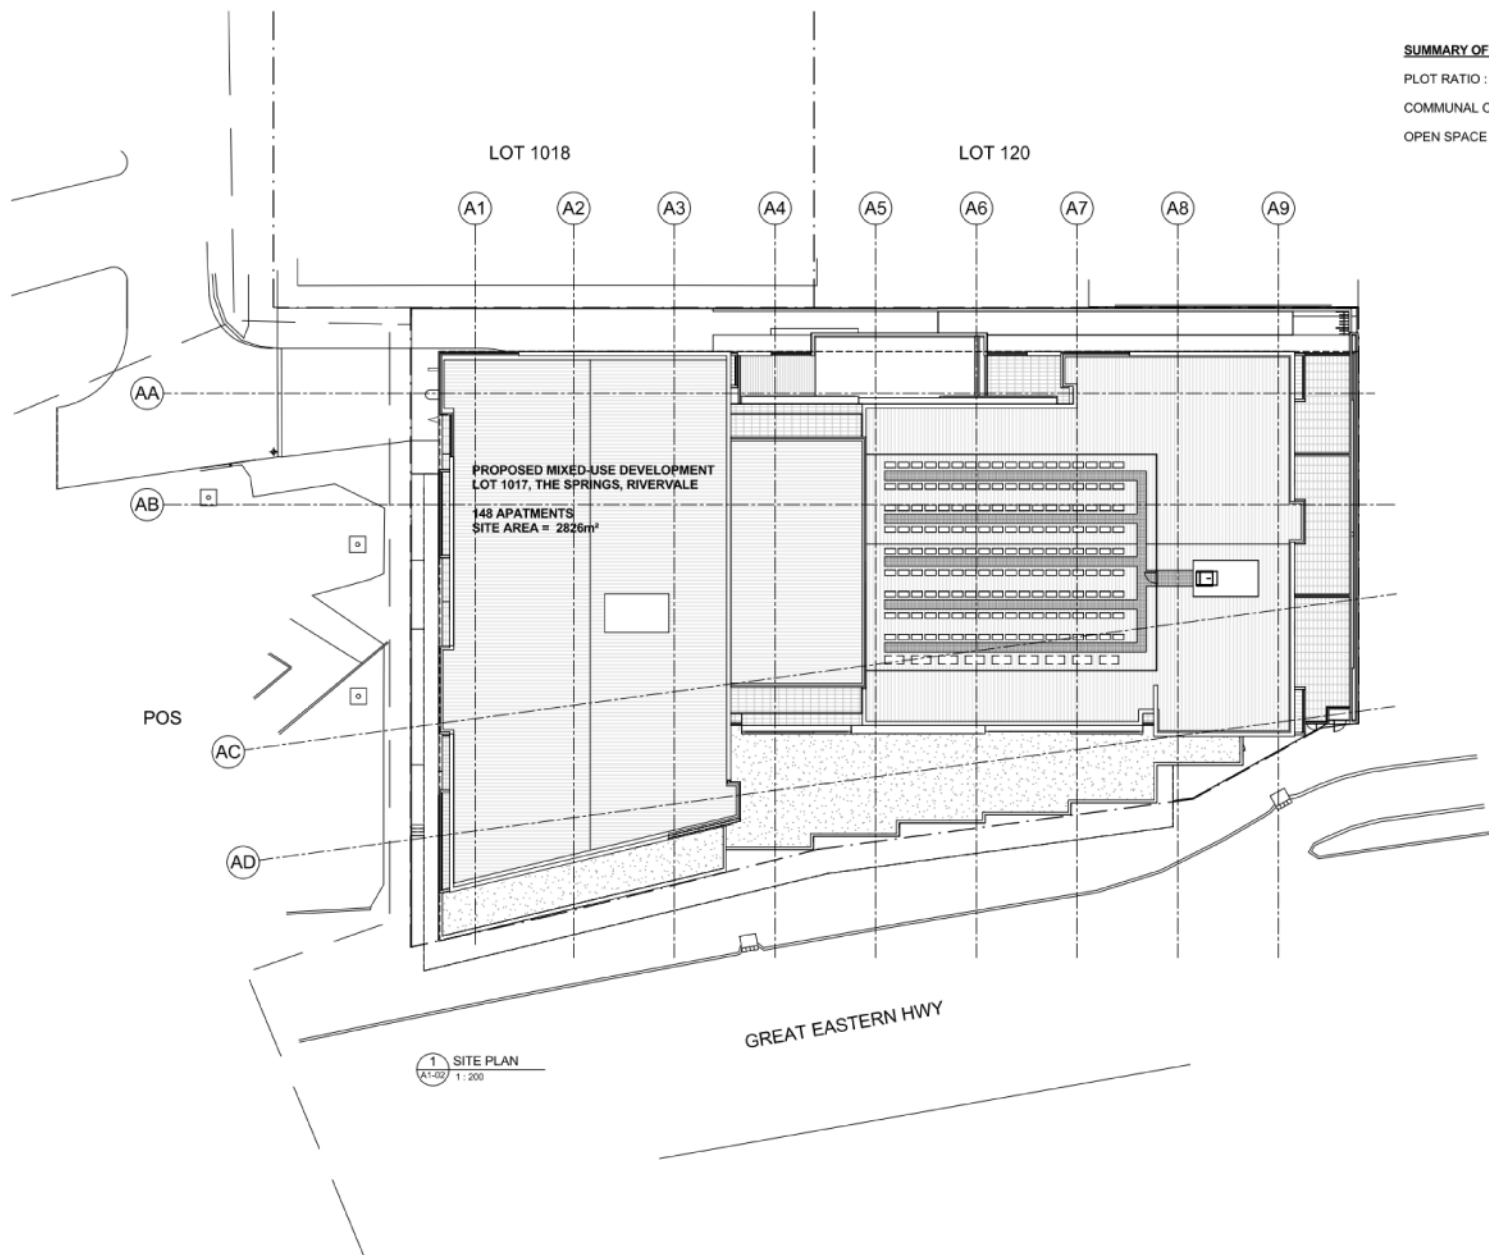 SUMMARY OF
PLOT RATIO :
COMMUNAL
OPEN SPACE
LOT 1018
LOT 120
A1
A2
A3
A4
A5
A6
A7
A8
A9
AA
AB
PROPOSED MIXED-USE DEVELOPMENT
LOT 1017, THE SPRINGS, RIVERVALE
148 APATMENTS
SITE AREA = 2826m²
POS
AC
AD
GREAT EASTERN HWY
1
SITE PLAN
A1-02
1 : 200